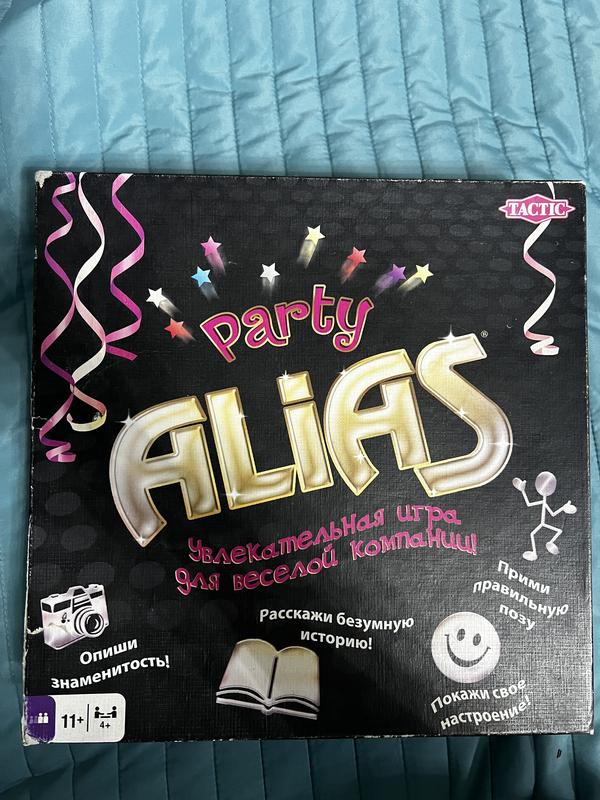 TACTIC
Party
ALIAS®
Увлекательная игра
для веселой компании!
Прими
правильную
позу
Расскажи безумную
историю!
Опиши
знаменитость!
Покажи свое
настроение!
11+
4+